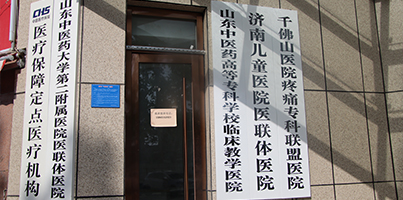 CHS
医疗保障定点医疗机构
山东中医药大学第二附属医院医联体医院
山东中医药高等专科学校临床教学医院
济南儿童医院医联体医院
千佛山医院疼痛专科联盟医院